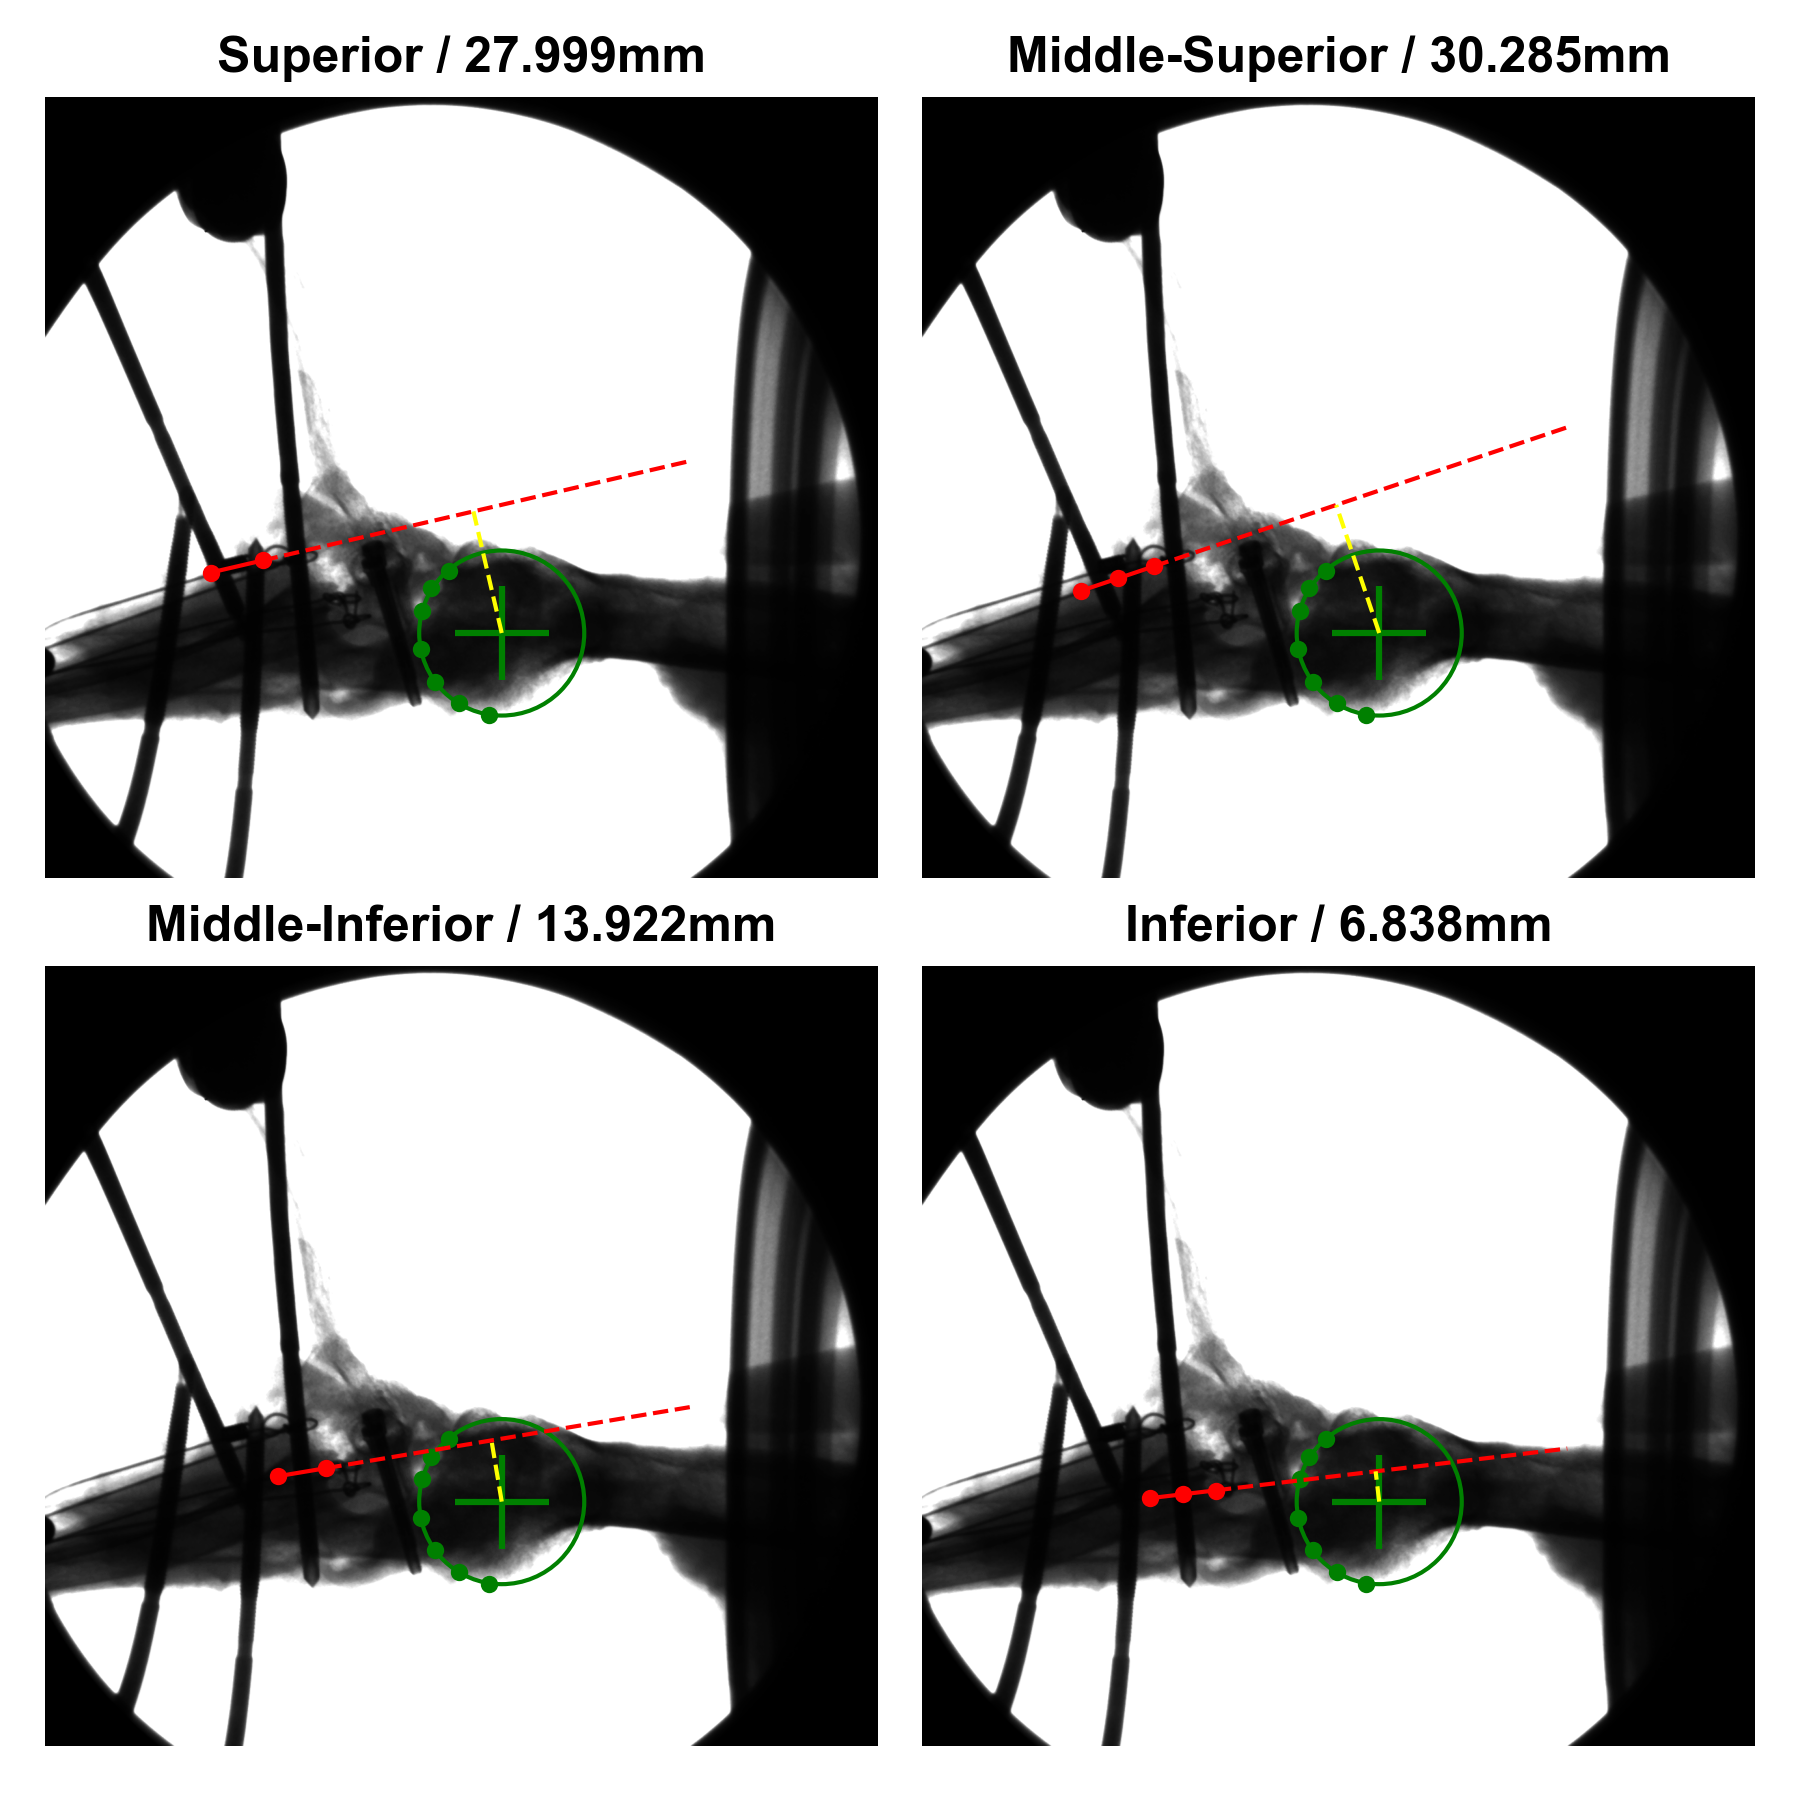 Superior / 27.999mm
Middle-Superior / 30.285mm
Middle-Inferior / 13.922mm
Inferior / 6.838mm